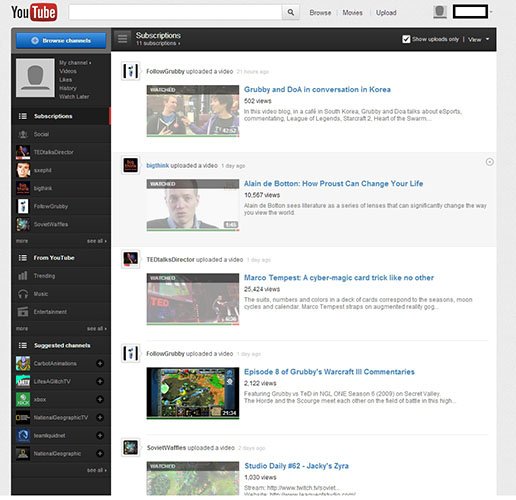 YouTube
Browse
Movies
Upload
Browse channels
My channel ›
Videos
Likes
History
Watch Later
Subscriptions
Social
TEDtalksDirector
sxephil
bigthink
FollowGrubby
SovietWaffles
more
see all ›
From YouTube
Trending
Music
Entertainment
more
see all ›
Suggested channels
CarbotAnimations
LifesAGlitchTV
xbox
NationalGeographicTV
teamliquidnet
NationalGeographic
see all ›
Subscriptions
11 subscriptions ›
Show uploads only
View
FollowGrubby uploaded a video 21 hours ago
WATCHED
42:52
Grubby and DoA in conversation in Korea
502 views
In this video blog, in a café in South Korea, Grubby and Doa talks about eSports,
commentating, League of Legends, Starcraft 2, Heart of the Swarm...
bigthink uploaded a video 1 day ago
WATCHED
Alain de Botton: How Proust Can Change Your Life
10,567 views
Alain de Botton sees literature as a series of lenses that can significantly change the way
you view the world.
TEDtalksDirector uploaded a video 1 day ago
WATCHED
TED
Marco Tempest: A cyber-magic card trick like no other
25,424 views
The suits, numbers and colors in a deck of cards correspond to the seasons, moon
cycles and calendar. Marco Tempest straps on augmented reality gog...
FollowGrubby uploaded a video 1 day ago
29:34
Episode 8 of Grubby's Warcraft III Commentaries
2,122 views
Featuring Grubby vs TeD in NGL ONE Season 6 (2009) on Secret Valley.
The Horde and the Scourge meet each other on the field of battle in this high...
SovietWaffles uploaded a video 2 days ago
WATCHED
Studio Daily #62 - Jacky's Zyra
1,030 views
Stream: http://www.twitch.tv/soviet...